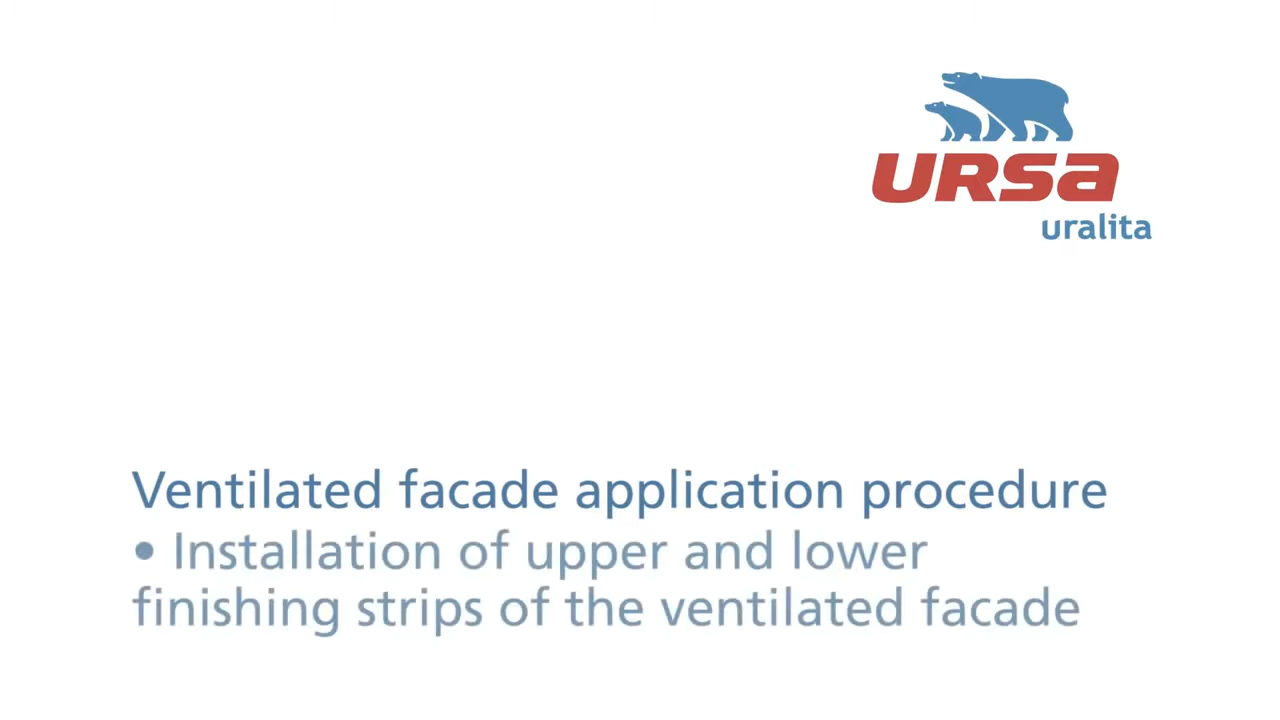 URSA
uralita
Ventilated facade application procedure
• Installation of upper and lower
finishing strips of the ventilated facade